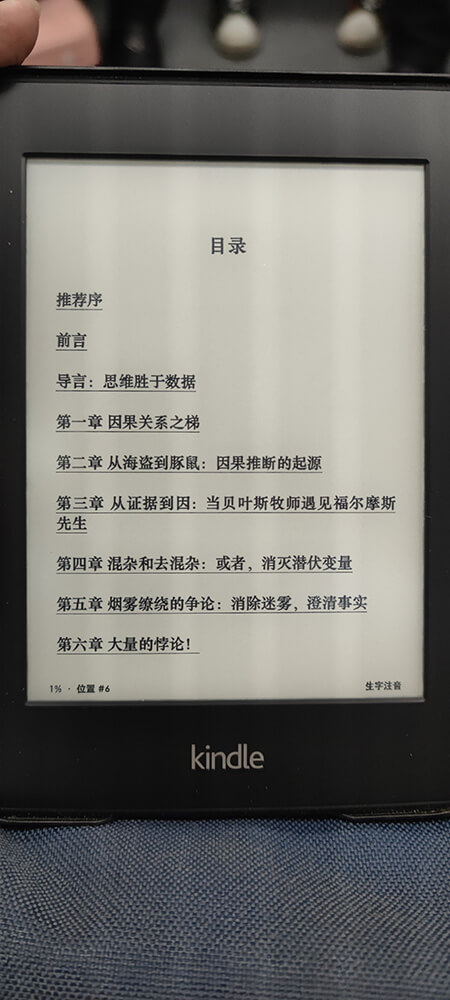 目录
推荐序
前言
导言：思维胜于数据
第一章 因果关系之梯
第二章 从海盗到豚鼠：因果推断的起源
第三章 从证据到因：当贝叶斯牧师遇见福尔摩斯
先生
第四章 混杂和去混杂：或者，消灭潜伏变量
第五章 烟雾缭绕的争论：消除迷雾，澄清事实
第六章 大量的悖论！
1% · 位置 #6
生字注音
kindle